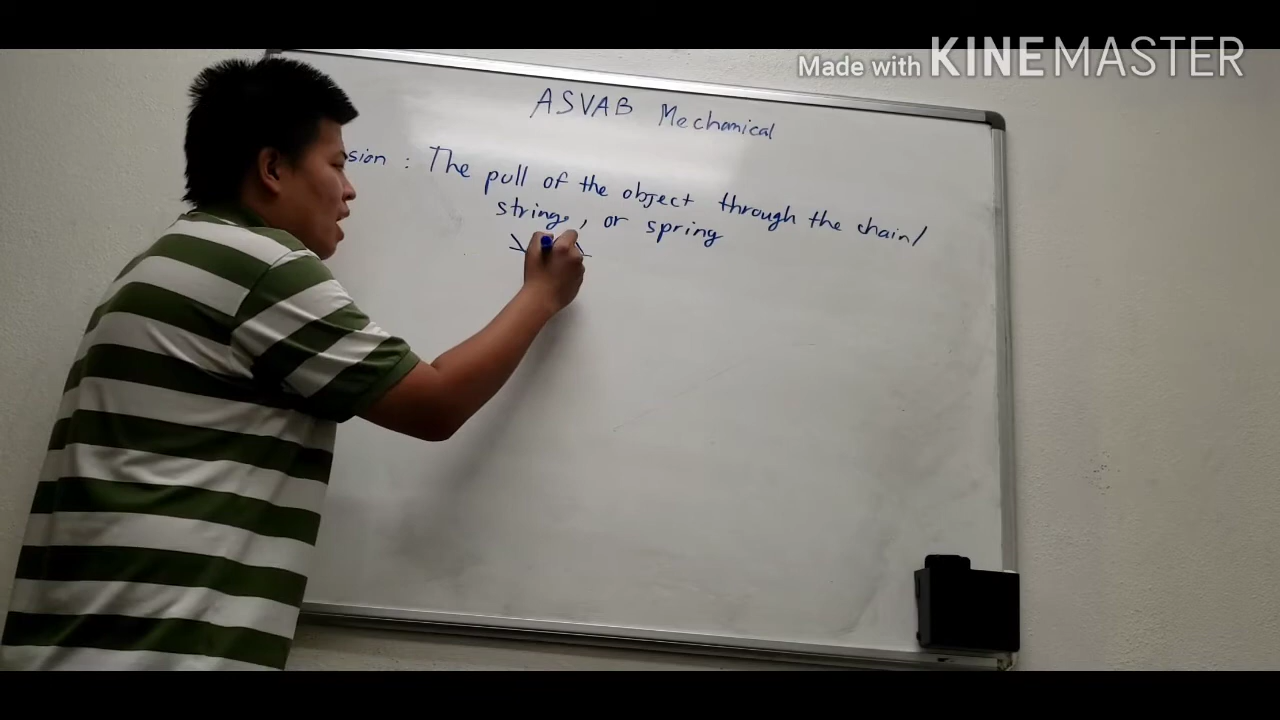 Made with KINEMASTER
ASVAB Mechanical
sion : The pull of the object through the chain/
string, or spring